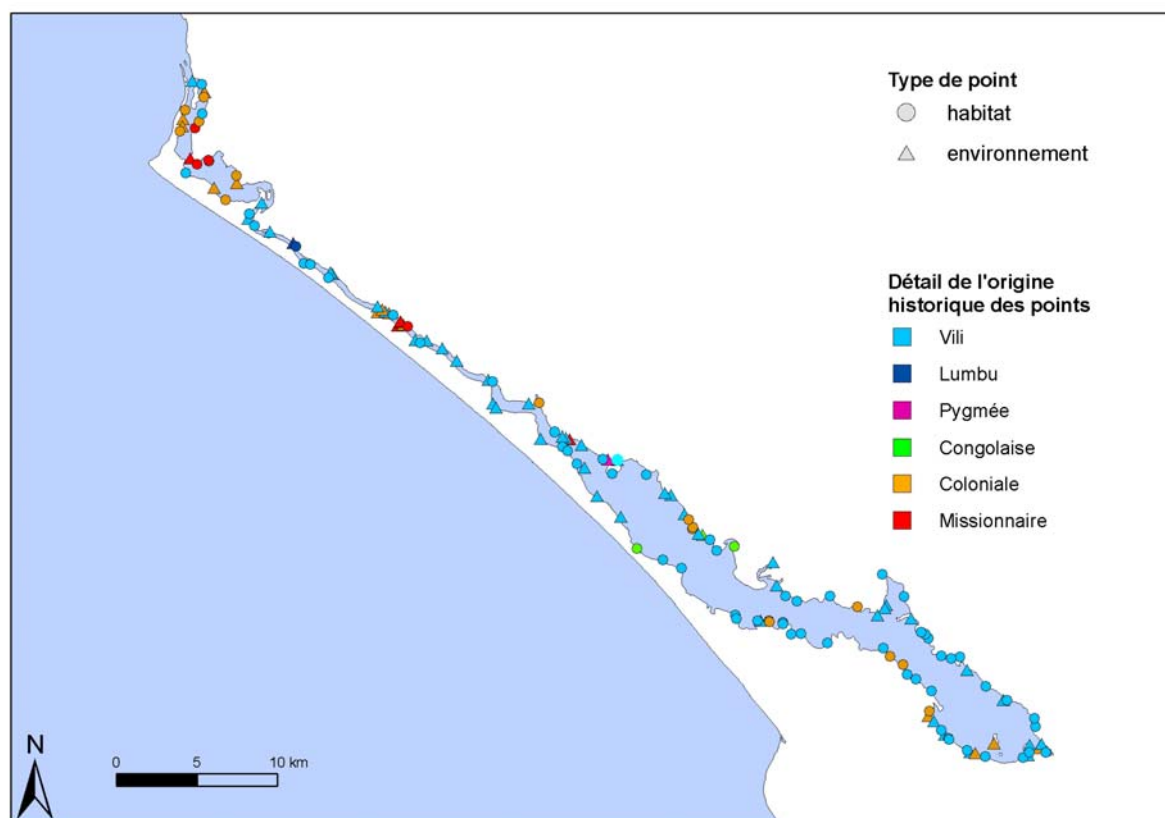 Type de point
habitat
environnement
Détail de l'origine
historique des points
Vili
Lumbu
Pygmée
Congolaise
Coloniale
Missionnaire
N
0 5 10 km